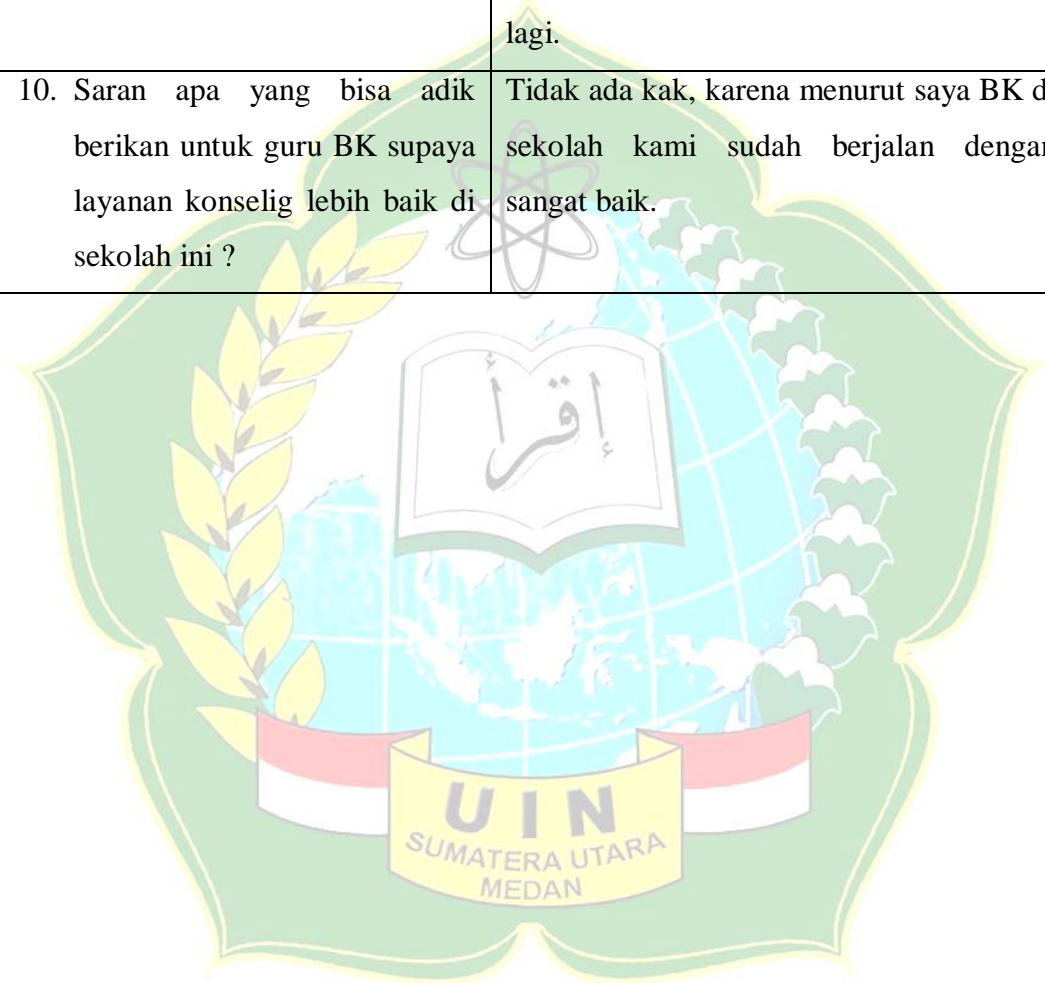 lagi.
10. Saran apa yang bisa adik
berikan untuk guru BK supaya
layanan konselig lebih baik di
sekolah ini ?
Tidak ada kak, karena menurut saya BK d
sekolah kami sudah berjalan dengan
sangat baik.
إقرأ
UIN
SUMATERA UTARA
MEDAN